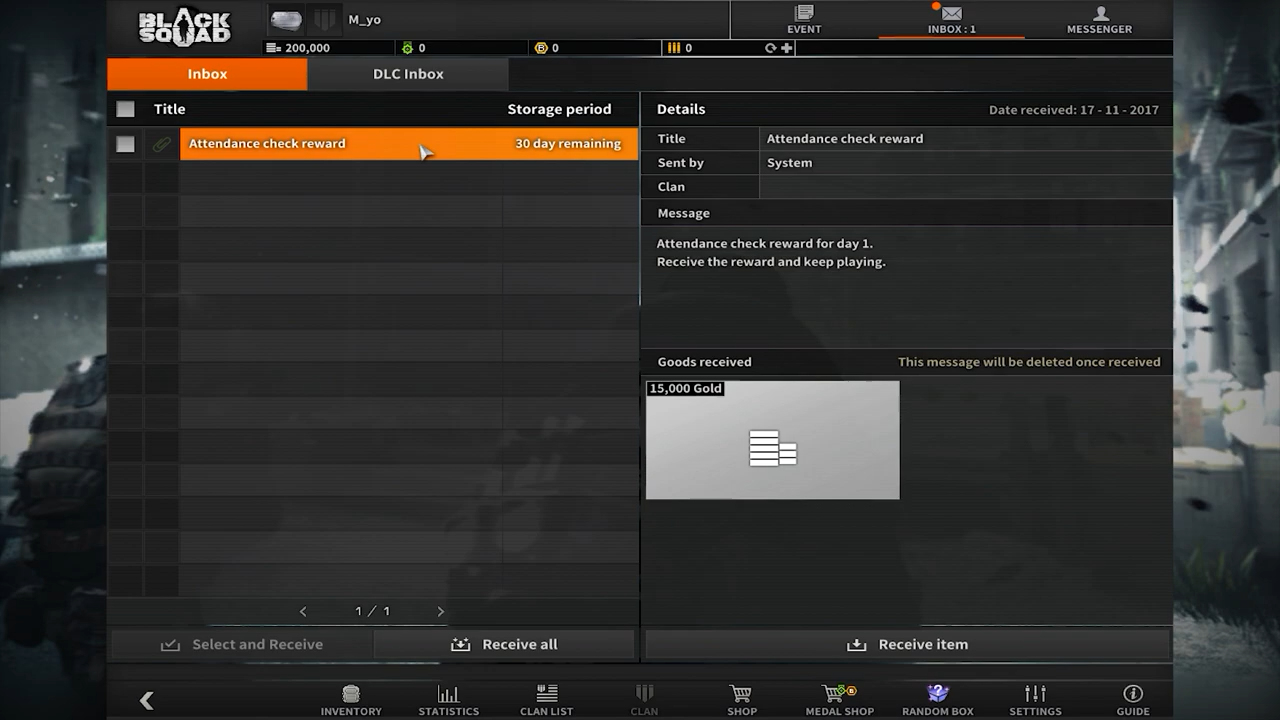 BLACK SQUAD
M_yo
200,000
0
0
0
EVENT
INBOX : 1
MESSENGER
Inbox
DLC Inbox
Title
Storage period
Attendance check reward
30 day remaining
1 / 1
Select and Receive
Receive all
Details
Date received: 17 - 11 - 2017
Title
Attendance check reward
Sent by
System
Clan
Message
Attendance check reward for day 1.
Receive the reward and keep playing.
Goods received
This message will be deleted once received
15,000 Gold
Receive item
INVENTORY
STATISTICS
CLAN LIST
CLAN
SHOP
MEDAL SHOP
RANDOM BOX
SETTINGS
GUIDE